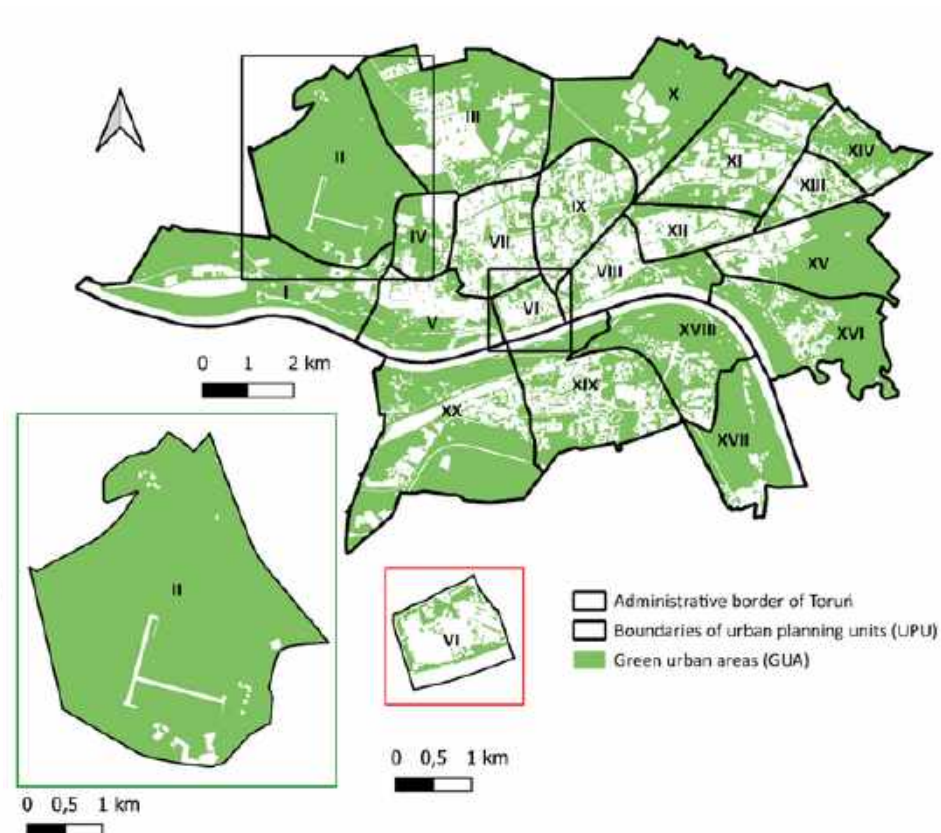 X
III
II
XI
XIV
XIII
IX
XII
IV
VII
VIII
XV
I
VI
V
XVIII
XVI
0 1 2 km
XIX
XX
XVII
II
VI
Administrative border of Toruń
Boundaries of urban planning units (UPU)
Green urban areas (GUA)
0 0,5 1 km
0 0,5 1 km